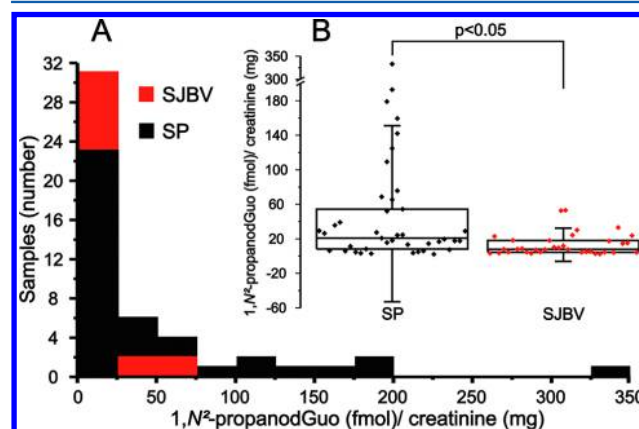 A
B
p<0.05
SJBV
SP
Samples (number)
32
28
24
20
16
12
8
4
0
1,N²-propanodGuo (fmol)/ creatinine (mg)
350
300
180
140
100
60
20
-20
-60
SP
SJBV
0
50
100
150
200
250
300
350
1,N²-propanodGuo (fmol)/ creatinine (mg)